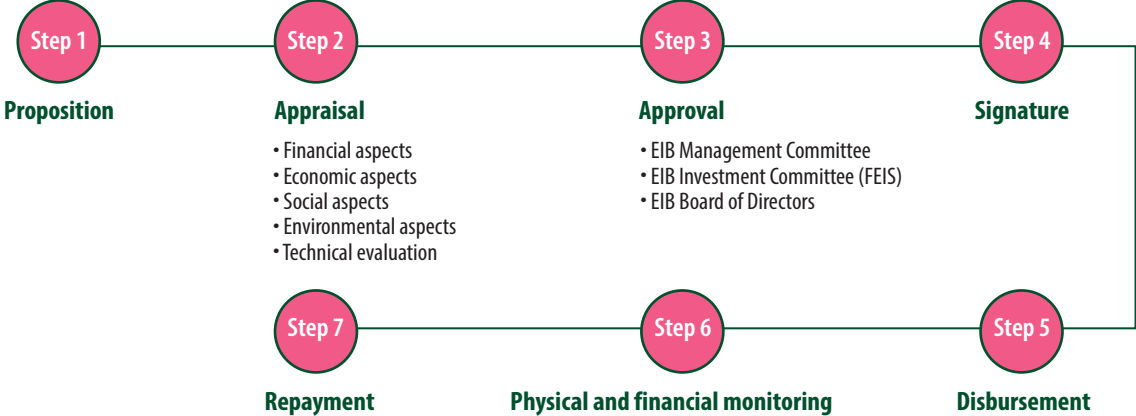 Step 1
Step 2
Step 3
Step 4
Proposition
Appraisal
• Financial aspects
• Economic aspects
• Social aspects
• Environmental aspects
• Technical evaluation
Approval
• EIB Management Committee
• EIB Investment Committee (FEIS)
• EIB Board of Directors
Signature
Step 7
Step 6
Step 5
Repayment
Physical and financial monitoring
Disbursement